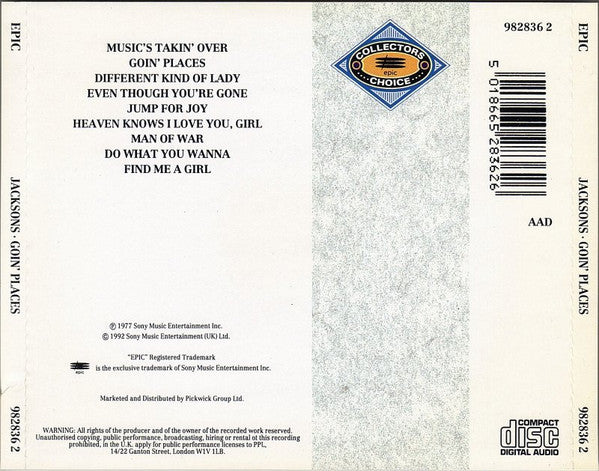 EPIC
JACKSONS · GOIN' PLACES
982836 2
MUSIC'S TAKIN' OVER
GOIN' PLACES
DIFFERENT KIND OF LADY
EVEN THOUGH YOU'RE GONE
JUMP FOR JOY
HEAVEN KNOWS I LOVE YOU, GIRL
MAN OF WAR
DO WHAT YOU WANNA
FIND ME A GIRL
℗ 1977 Sony Music Entertainment Inc.
© 1992 Sony Music Entertainment (UK) Ltd.
"EPIC" Registered Trademark
epic
is the exclusive trademark of Sony Music Entertainment Inc.
Marketed and Distributed by Pickwick Group Ltd.
WARNING: All rights of the producer and of the owner of the recorded work reserved.
Unauthorised copying, public performance, broadcasting, hiring or rental of this recording
prohibited, in the U.K. apply for public performance licenses to PPL,
14/22 Ganton Street, London W1V 1LB.
COLLECTORS
epic
CHOICE
982836 2
5 018665 283626
AAD
COMPACT
disc
DIGITAL AUDIO
EPIC
JACKSONS · GOIN' PLACES
982836 2